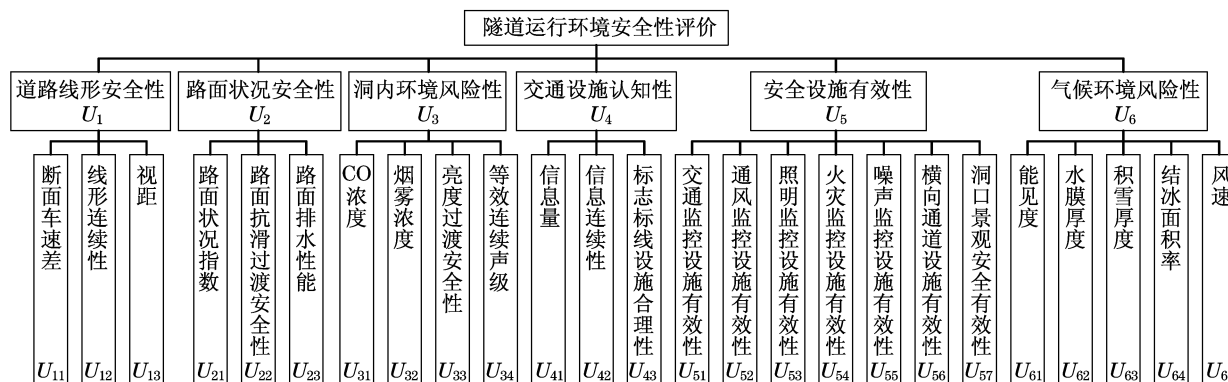 隧道运行环境安全性评价
道路线形安全性
U1
路面状况安全性
U2
洞内环境风险性
U3
交通设施认知性
U4
安全设施有效性
U5
气候环境风险性
U6
断面车速差
U11
线形连续性
U12
视距
U13
路面状况指数
U21
路面抗滑过渡安全性
U22
路面排水性能
U23
CO浓度
U31
烟雾浓度
U32
亮度过渡安全性
U33
等效连续声级
U34
信息量
U41
信息连续性
U42
标志标线设施合理性
U43
交通监控设施有效性
U51
通风监控设施有效性
U52
照明监控设施有效性
U53
火灾监控设施有效性
U54
噪声监控设施有效性
U55
横向通道设施有效性
U56
洞口景观安全有效性
U57
能见度
U61
水膜厚度
U62
积雪厚度
U63
结冰面积率
U64
风速